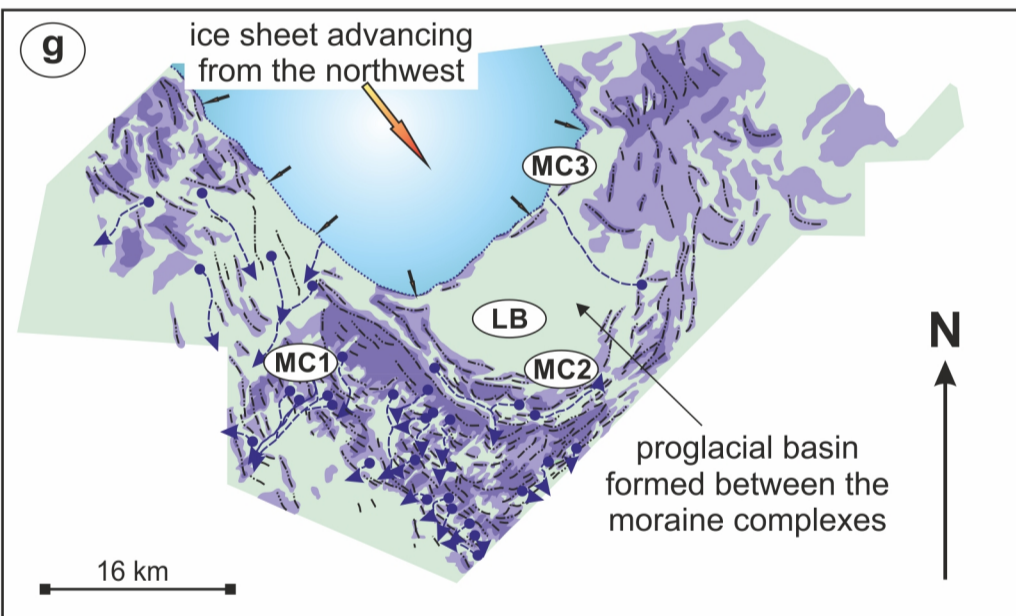 g
ice sheet advancing
from the northwest
MC3
LB
MC1
MC2
N
proglacial basin
formed between the
moraine complexes
16 km